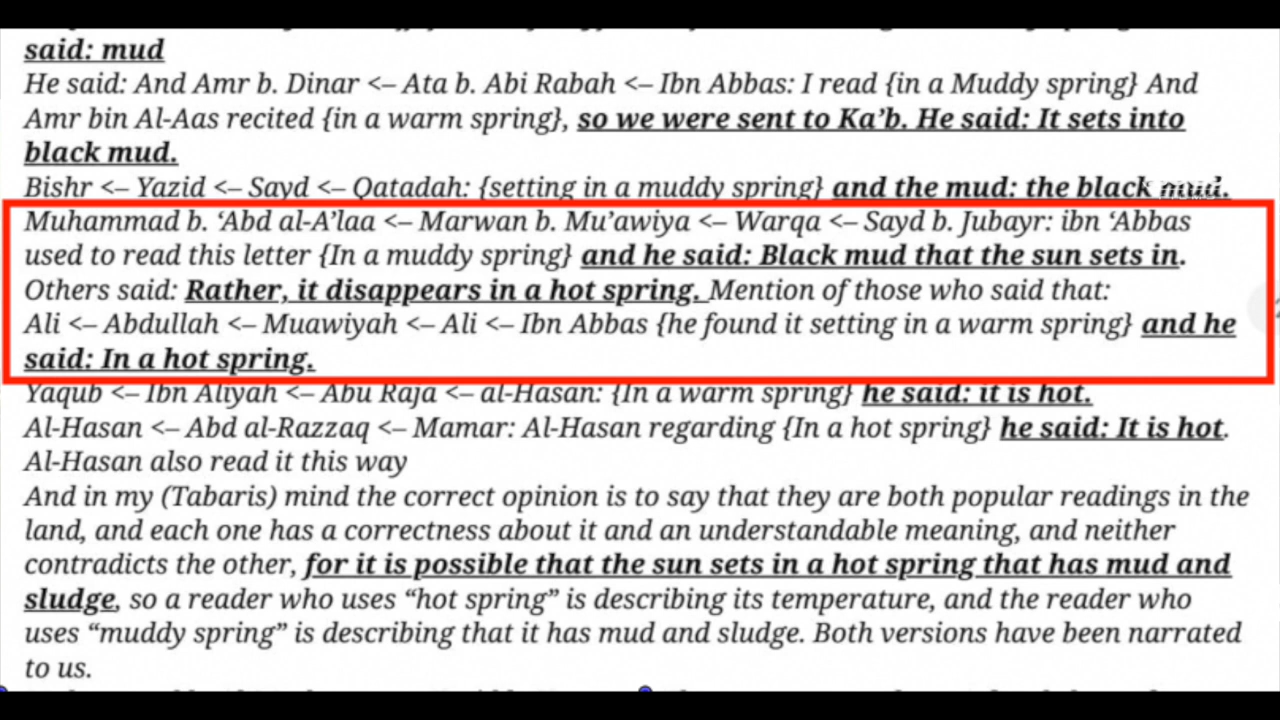 said: mud
He said: And Amr b. Dinar <– Ata b. Abi Rabah <– Ibn Abbas: I read {in a Muddy spring} And
Amr bin Al-Aas recited {in a warm spring}, so we were sent to Ka’b. He said: It sets into
black mud.
Bishr <– Yazid <– Sayd <– Qatadah: {setting in a muddy spring} and the mud: the black mud.
Muhammad b. ‘Abd al-A’laa <– Marwan b. Mu’awiya <– Warqa <– Sayd b. Jubayr: ibn ‘Abbas
used to read this letter {In a muddy spring} and he said: Black mud that the sun sets in.
Others said: Rather, it disappears in a hot spring. Mention of those who said that:
Ali <– Abdullah <– Muawiyah <– Ali <– Ibn Abbas {he found it setting in a warm spring} and he
said: In a hot spring.
Yaqub <– Ibn Aliyah <– Abu Raja <– al-Hasan: {In a warm spring} he said: it is hot.
Al-Hasan <– Abd al-Razzaq <– Mamar: Al-Hasan regarding {In a hot spring} he said: It is hot.
Al-Hasan also read it this way
And in my (Tabaris) mind the correct opinion is to say that they are both popular readings in the
land, and each one has a correctness about it and an understandable meaning, and neither
contradicts the other, for it is possible that the sun sets in a hot spring that has mud and
sludge, so a reader who uses “hot spring” is describing its temperature, and the reader who
uses “muddy spring” is describing that it has mud and sludge. Both versions have been narrated
to us.